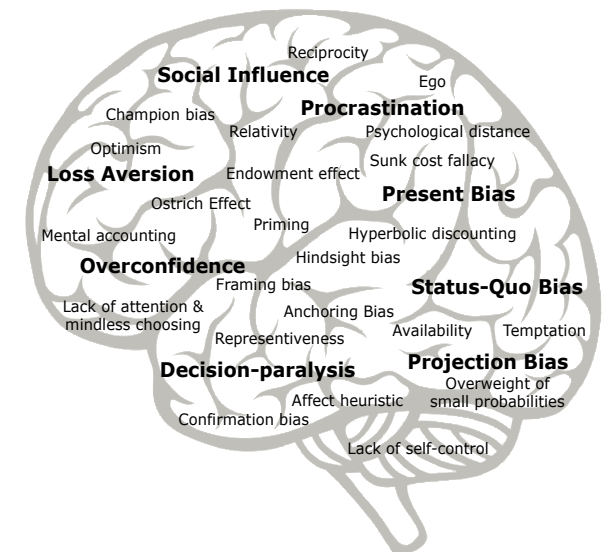 Reciprocity
Social Influence
Ego
Procrastination
Champion bias
Relativity
Psychological distance
Optimism
Sunk cost fallacy
Loss Aversion
Endowment effect
Present Bias
Ostrich Effect
Priming
Mental accounting
Hyperbolic discounting
Hindsight bias
Overconfidence
Framing bias
Status-Quo Bias
Lack of attention &
mindless choosing
Anchoring Bias
Availability
Temptation
Representiveness
Decision-paralysis
Projection Bias
Overweight of
small probabilities
Affect heuristic
Confirmation bias
Lack of self-control